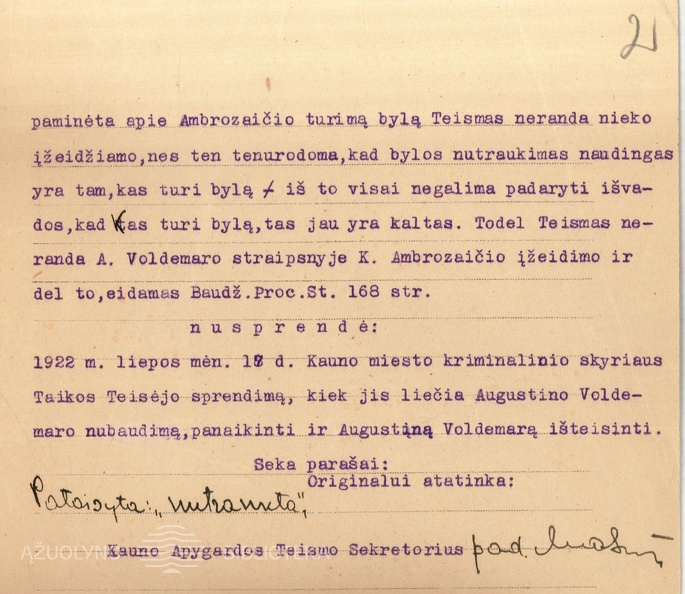 2
paminėta apie Ambrozaičio turimą bylą Teismas neranda nieko
įžeidžiamo,nes ten tenurodoma,kad bylos nutraukimas naudingas
yra tam,kas turi bylą - iš to visai negalima padaryti išva-
dos,kad kas turi bylą,tas jau yra kaltas. Todel Teismas ne-
randa A. Voldemaro straipsnyje K. Ambrozaičio įžeidimo ir
del to,eidamas Baudž.Proc.St. 168 str.
n u s p r e n d ė:
1922 m. liepos mėn. 18 d. Kauno miesto kriminalinio skyriaus
Taikos Teisėjo sprendimą, kiek jis liečia Augustino Volde-
maro nubaudimą,panaikinti ir Augustiną Voldemarą išteisinti.
Seka parašai:
Originalui atatinka:
Pataisyta:
Kauno Apygardos Teismo Sekretorius pad.